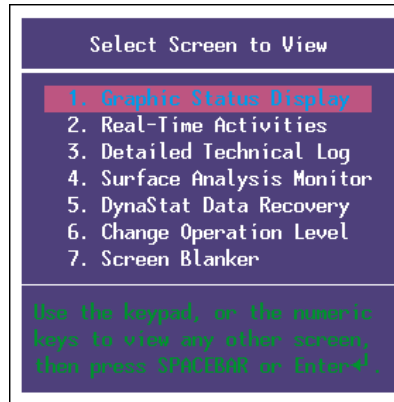 Select Screen to View
1. Graphic Status Display
2. Real-Time Activities
3. Detailed Technical Log
4. Surface Analysis Monitor
5. DynaStat Data Recovery
6. Change Operation Level
7. Screen Blanker
Use the keypad, or the numeric
keys to view any other screen,
then press SPACEBAR or Enter↵.